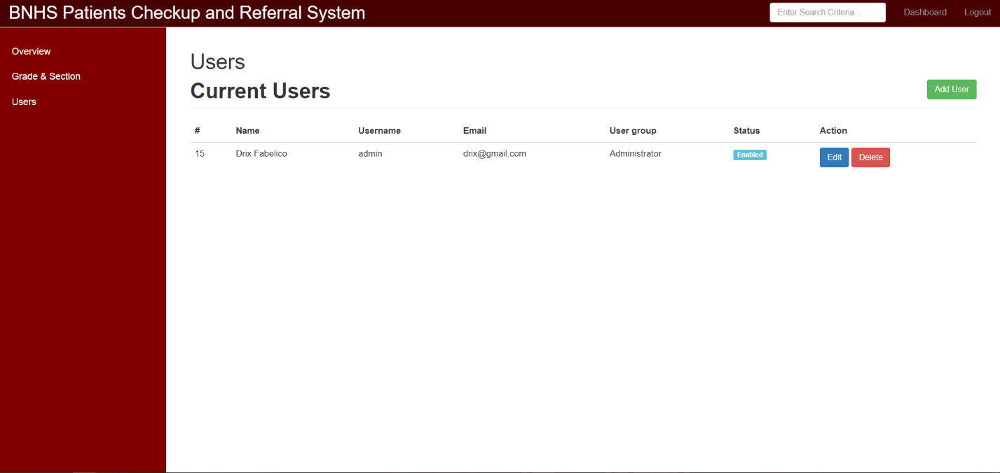 BNHS Patients Checkup and Referral System
Enter Search Criteria...
Dashboard
Logout
Overview
Grade & Section
Users
Users
Current Users
Add User
# Name Username Email User group Status Action
15 Drix Fabelico admin drix@gmail.com Administrator Enabled Edit Delete